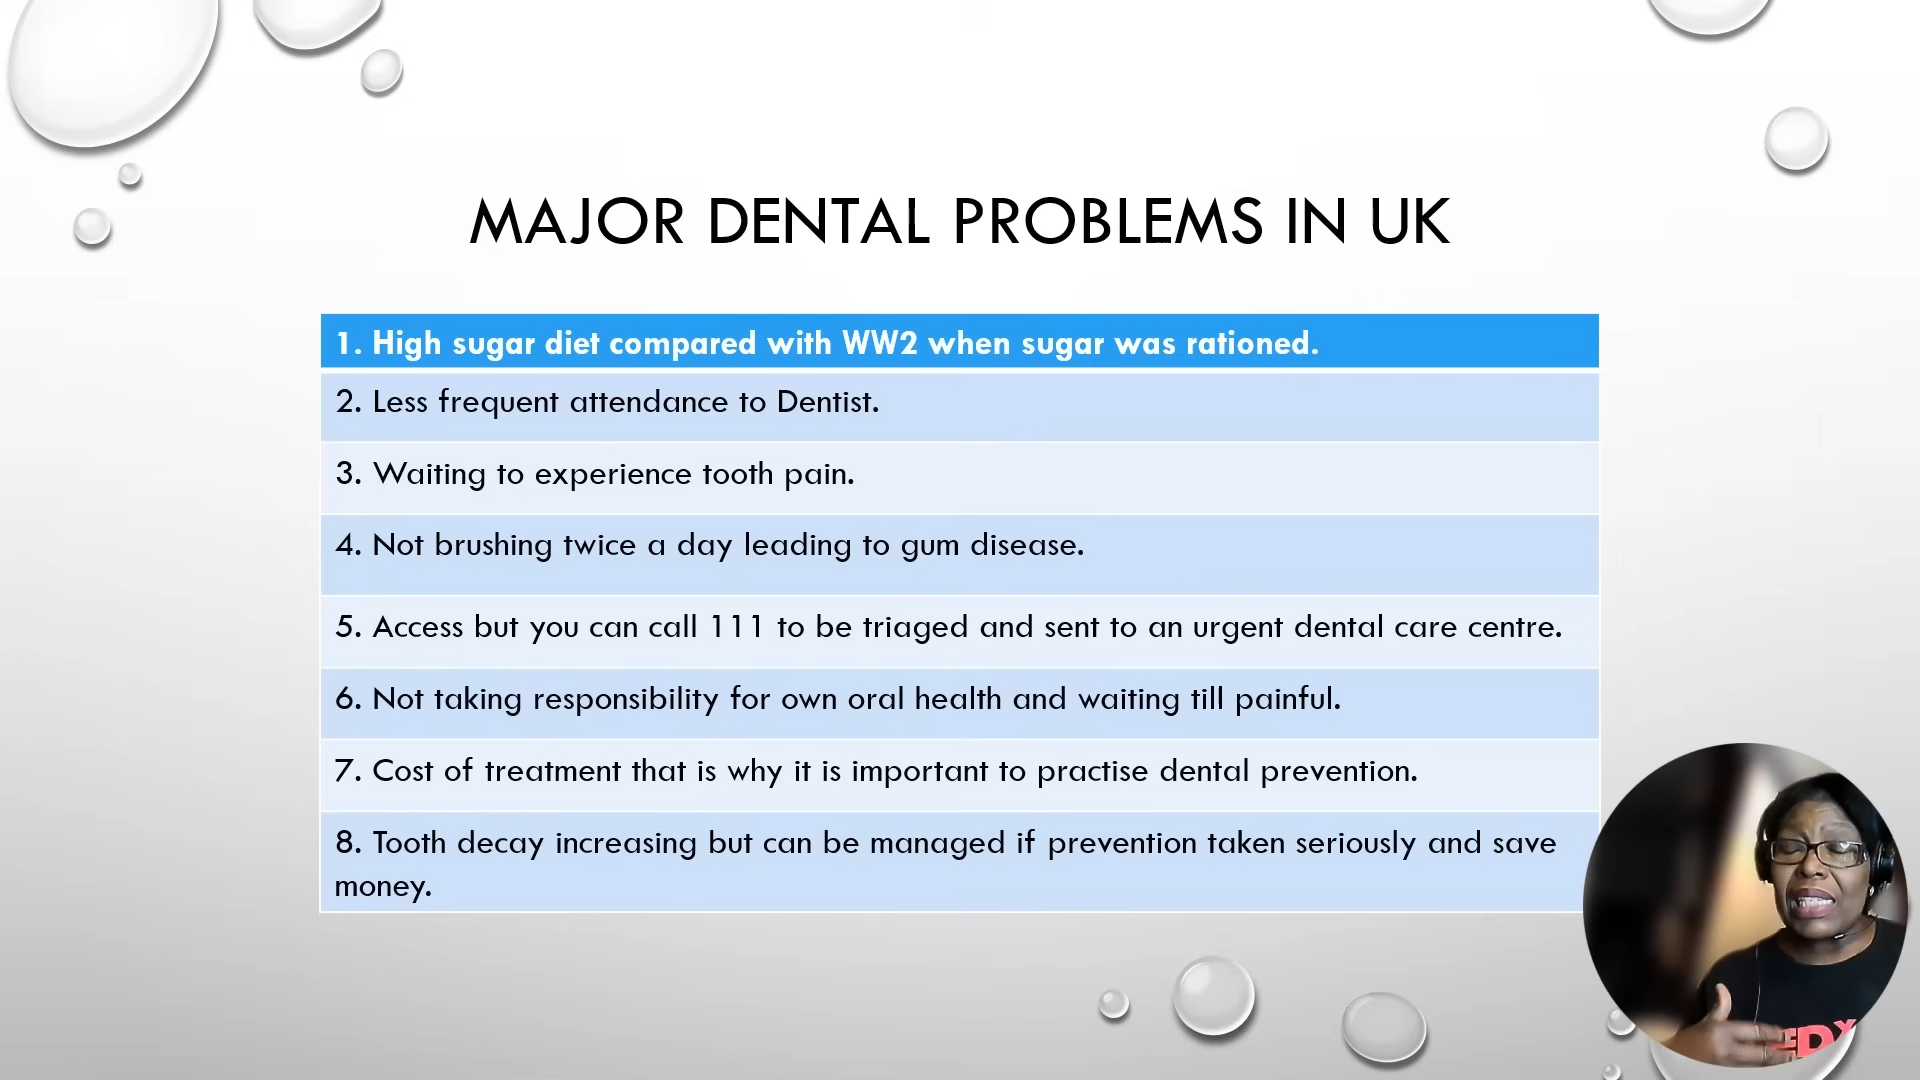 MAJOR DENTAL PROBLEMS IN UK
1. High sugar diet compared with WW2 when sugar was rationed.
2. Less frequent attendance to Dentist.
3. Waiting to experience tooth pain.
4. Not brushing twice a day leading to gum disease.
5. Access but you can call 111 to be triaged and sent to an urgent dental care centre.
6. Not taking responsibility for own oral health and waiting till painful.
7. Cost of treatment that is why it is important to practise dental prevention.
8. Tooth decay increasing but can be managed if prevention taken seriously and save
money.